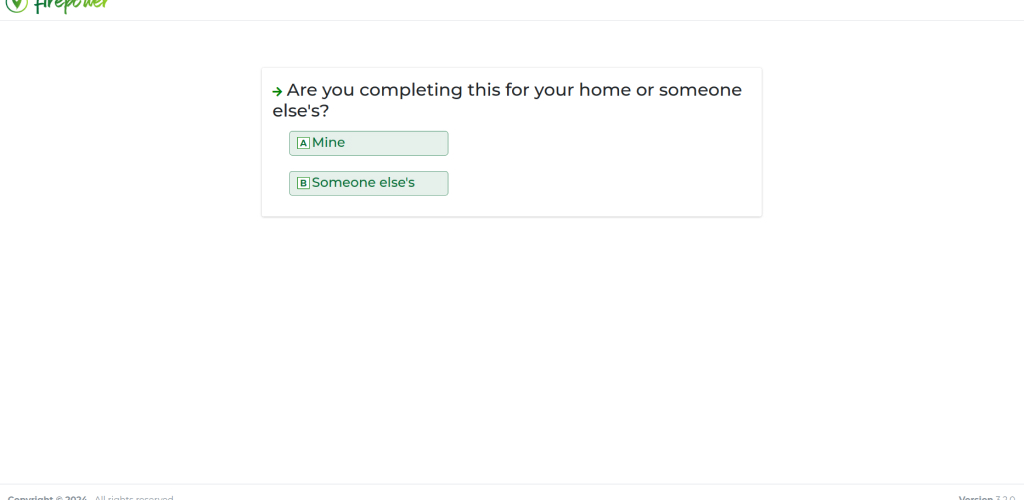 firepower
→ Are you completing this for your home or someone
else's?
A Mine
B Someone else's
Copyright © 2024 All rights reserved Version 3.2.0